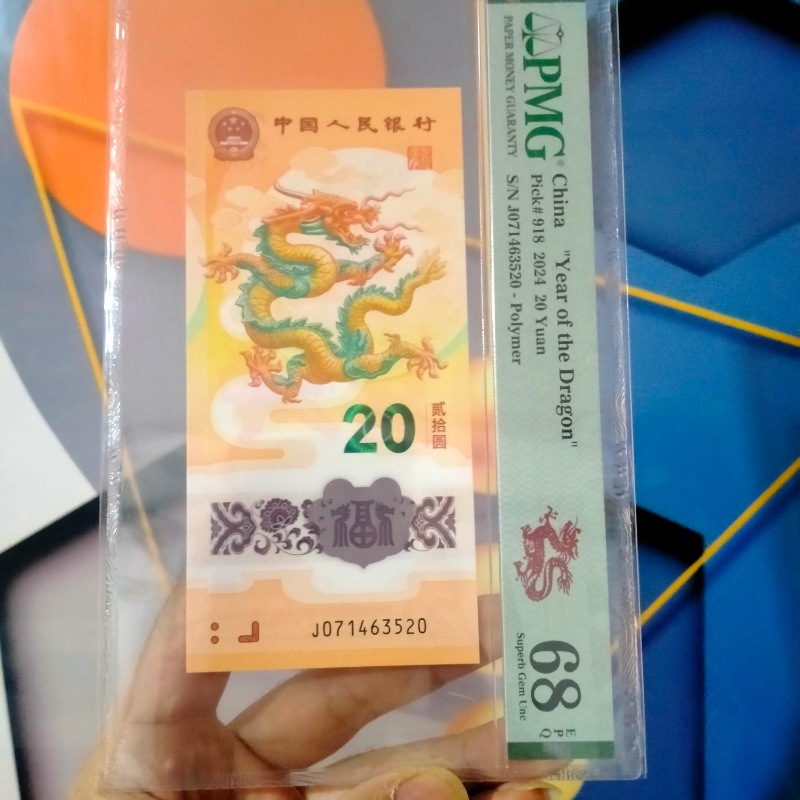 中国人民银行
20
贰拾圆
福
J071463520
PMG®
PAPER MONEY GUARANTY
China "Year of the Dragon"
Pick# 918 2024 20 Yuan
S/N J071463520 - Polymer
68
EPQ
Superb Gem Unc